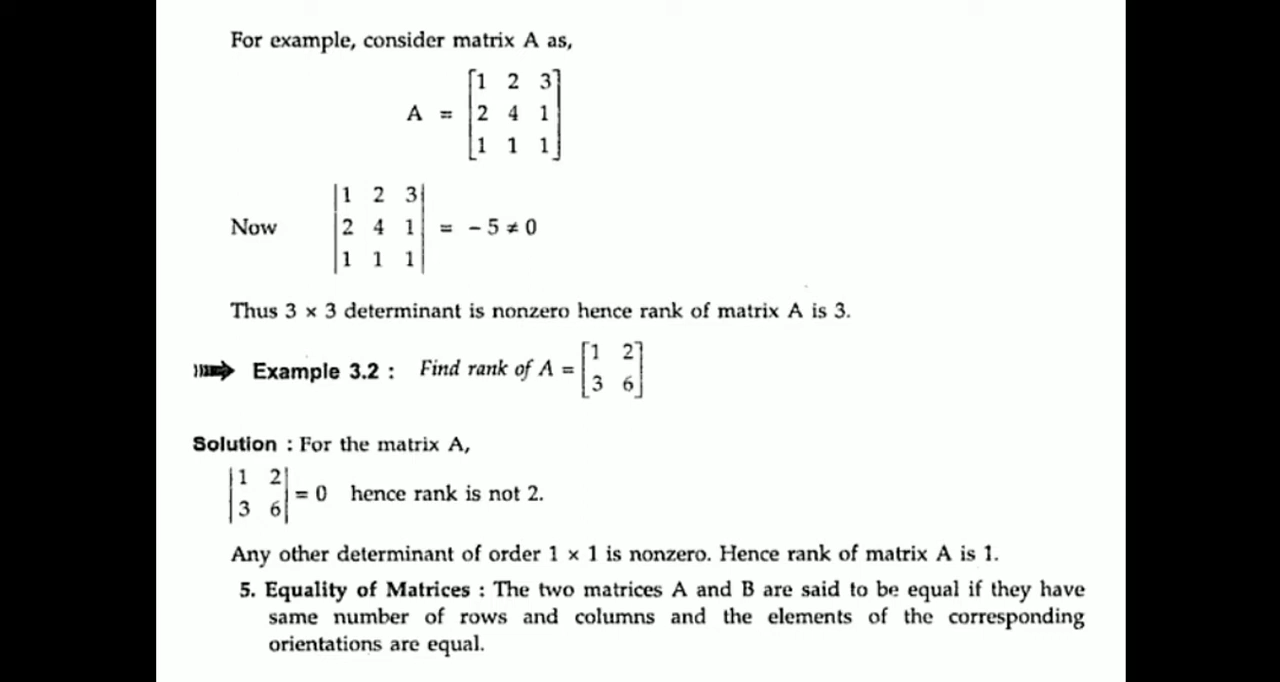 For example, consider matrix A as,
A = [1 2 3
2 4 1
1 1 1]
Now |1 2 3
2 4 1
1 1 1| = - 5 ≠ 0
Thus 3 × 3 determinant is nonzero hence rank of matrix A is 3.
Example 3.2 : Find rank of A = [1 2
3 6]
Solution : For the matrix A,
|1 2
3 6| = 0 hence rank is not 2.
Any other determinant of order 1 × 1 is nonzero. Hence rank of matrix A is 1.
5. Equality of Matrices : The two matrices A and B are said to be equal if they have
same number of rows and columns and the elements of the corresponding
orientations are equal.